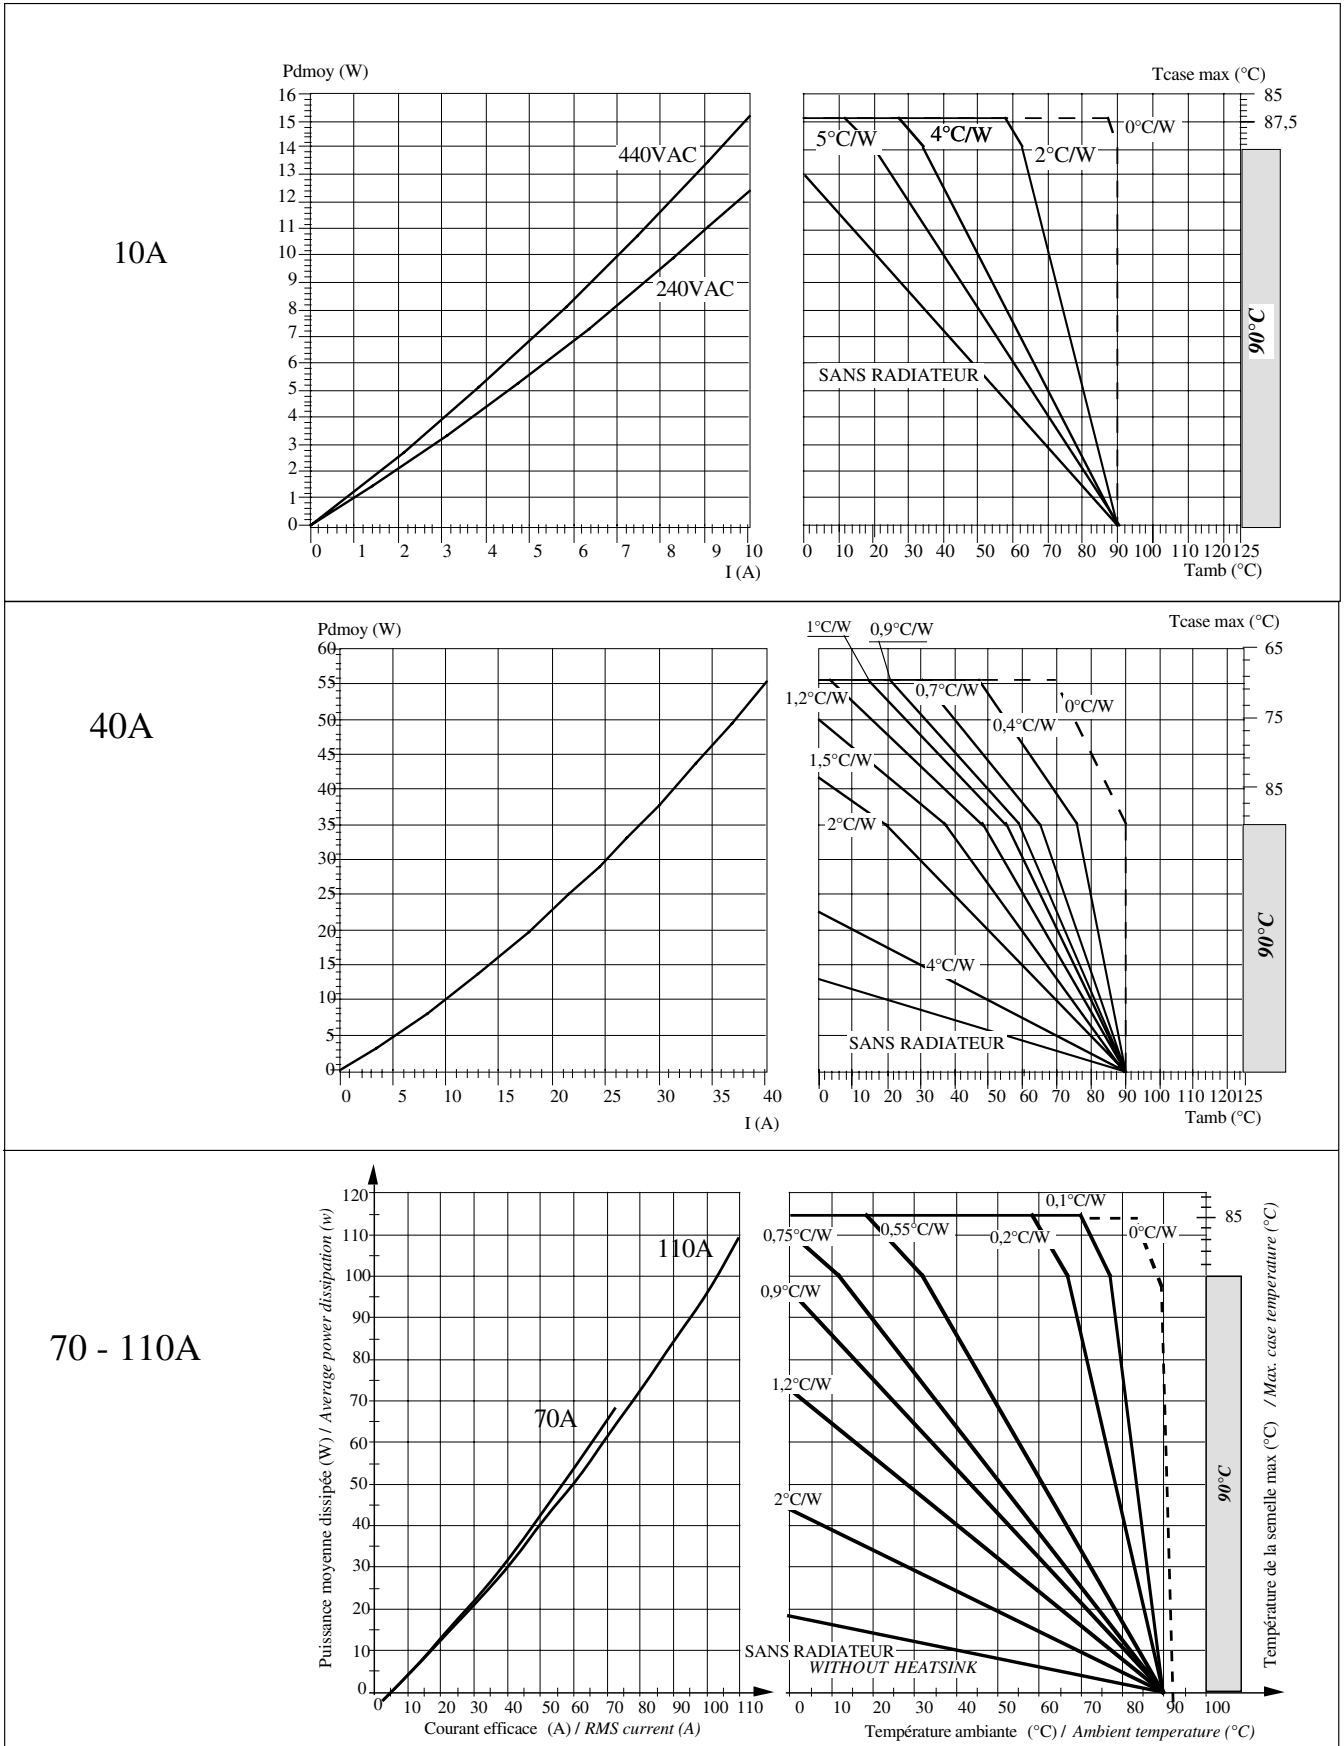 Pdmoy (W)
Tcase max (°C)
16
15
14
13
12
11
10
9
8
7
6
5
4
3
2
1
0
440VAC
240VAC
10A
0 1 2 3 4 5 6 7 8 9 10
I (A)
85
87,5
5°C/W
4°C/W
2°C/W
0°C/W
SANS RADIATEUR
90°C
0 10 20 30 40 50 60 70 80 90 100 110 120 125
Tamb (°C)
Pdmoy (W)
Tcase max (°C)
60
55
50
45
40
35
30
25
20
15
10
5
0
40A
0 5 10 15 20 25 30 35 40
I (A)
1°C/W
0,9°C/W
65
75
85
1,2°C/W
0,7°C/W
0°C/W
0,4°C/W
1,5°C/W
2°C/W
4°C/W
SANS RADIATEUR
90°C
0 10 20 30 40 50 60 70 80 90 100 110 120125
Tamb (°C)
Puissance moyenne dissipée (W) / Average power dissipation (w)
120
110
100
90
80
70
60
50
40
30
20
10
0
110A
70A
70 - 110A
0 10 20 30 40 50 60 70 80 90 100 110
Courant efficace (A) / RMS current (A)
0,1°C/W
85
0,75°C/W
0,55°C/W
0,2°C/W
0°C/W
0,9°C/W
1,2°C/W
2°C/W
SANS RADIATEUR
WITHOUT HEATSINK
90°C
Température de la semelle max (°C) / Max. case temperature (°C)
0 10 20 30 40 50 60 70 80 90 100
Température ambiante (°C) / Ambient temperature (°C)